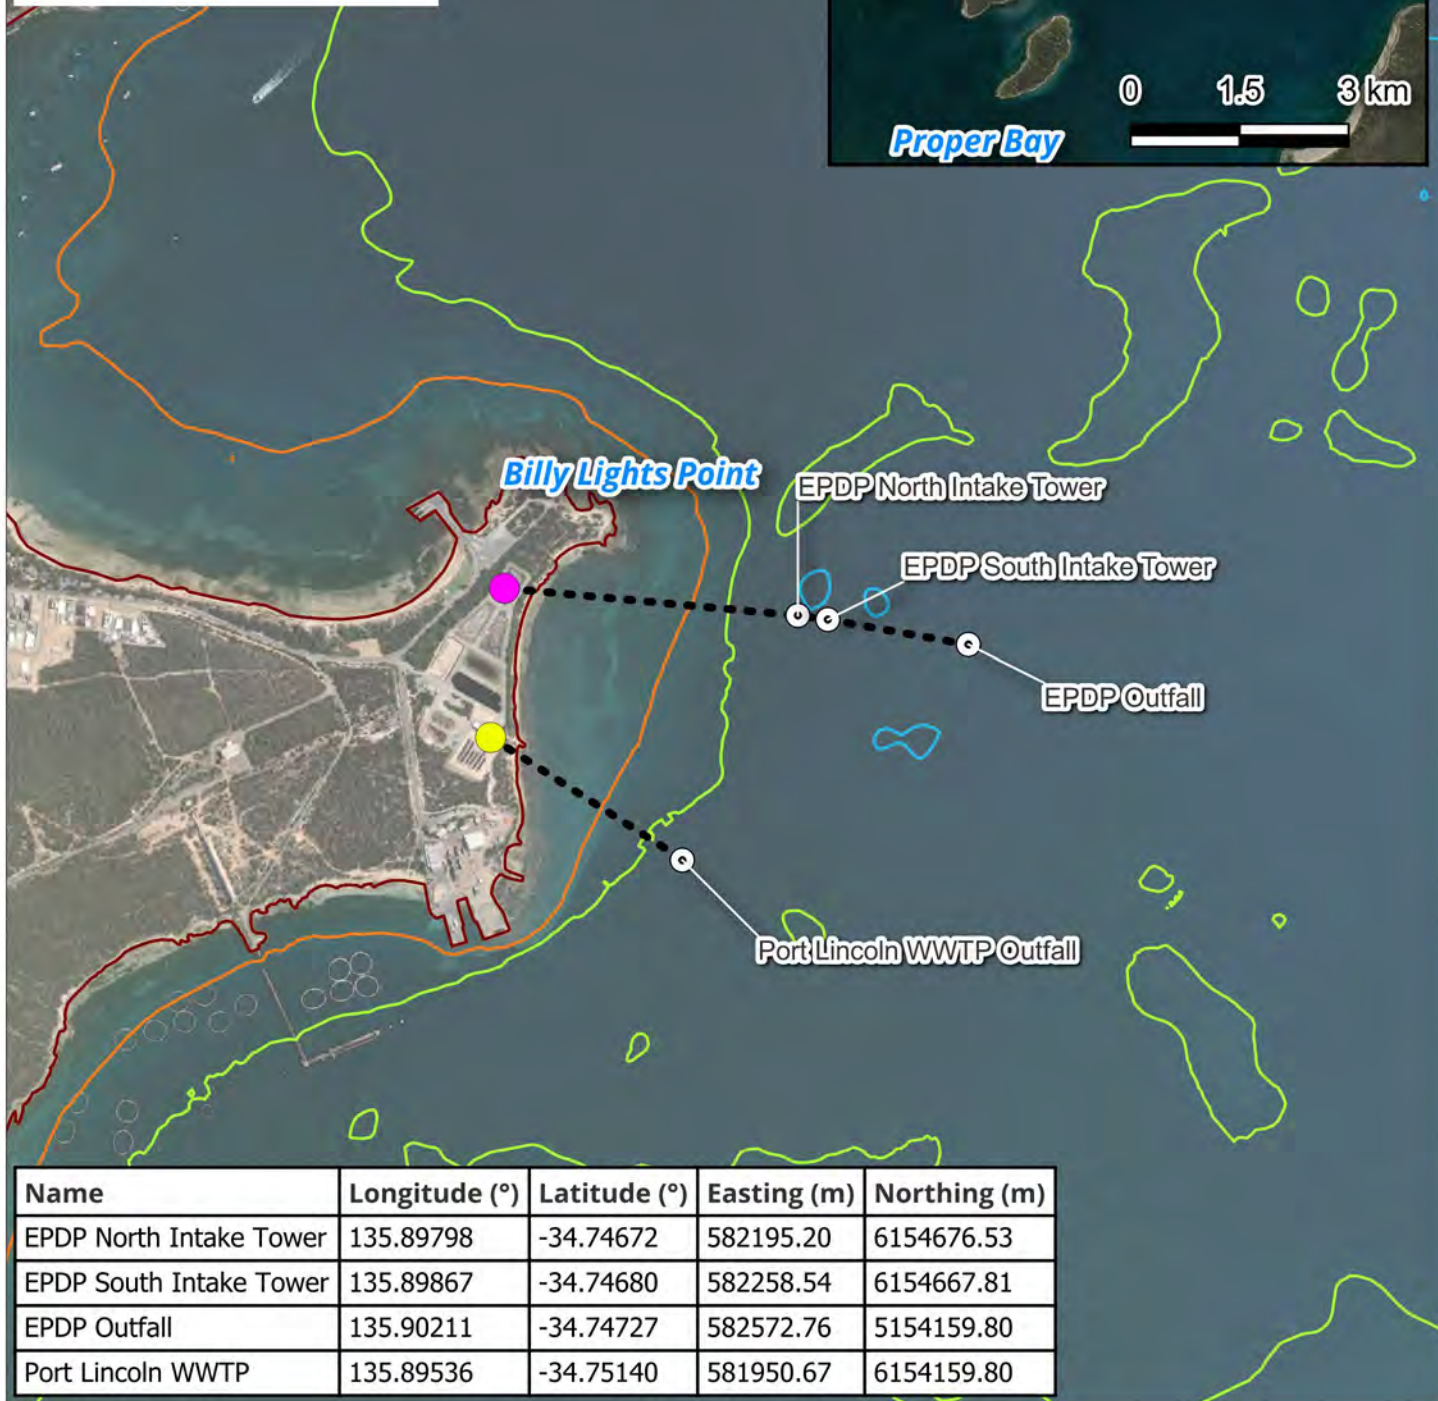 0 1.5 3 km
Proper Bay
Billy Lights Point
EPDP North Intake Tower
EPDP South Intake Tower
EPDP Outfall
Port Lincoln WWTP Outfall
Name Longitude (°) Latitude (°) Easting (m) Northing (m)
EPDP North Intake Tower 135.89798 -34.74672 582195.20 6154676.53
EPDP South Intake Tower 135.89867 -34.74680 582258.54 6154667.81
EPDP Outfall 135.90211 -34.74727 582572.76 5154159.80
Port Lincoln WWTP 135.89536 -34.75140 581950.67 6154159.80